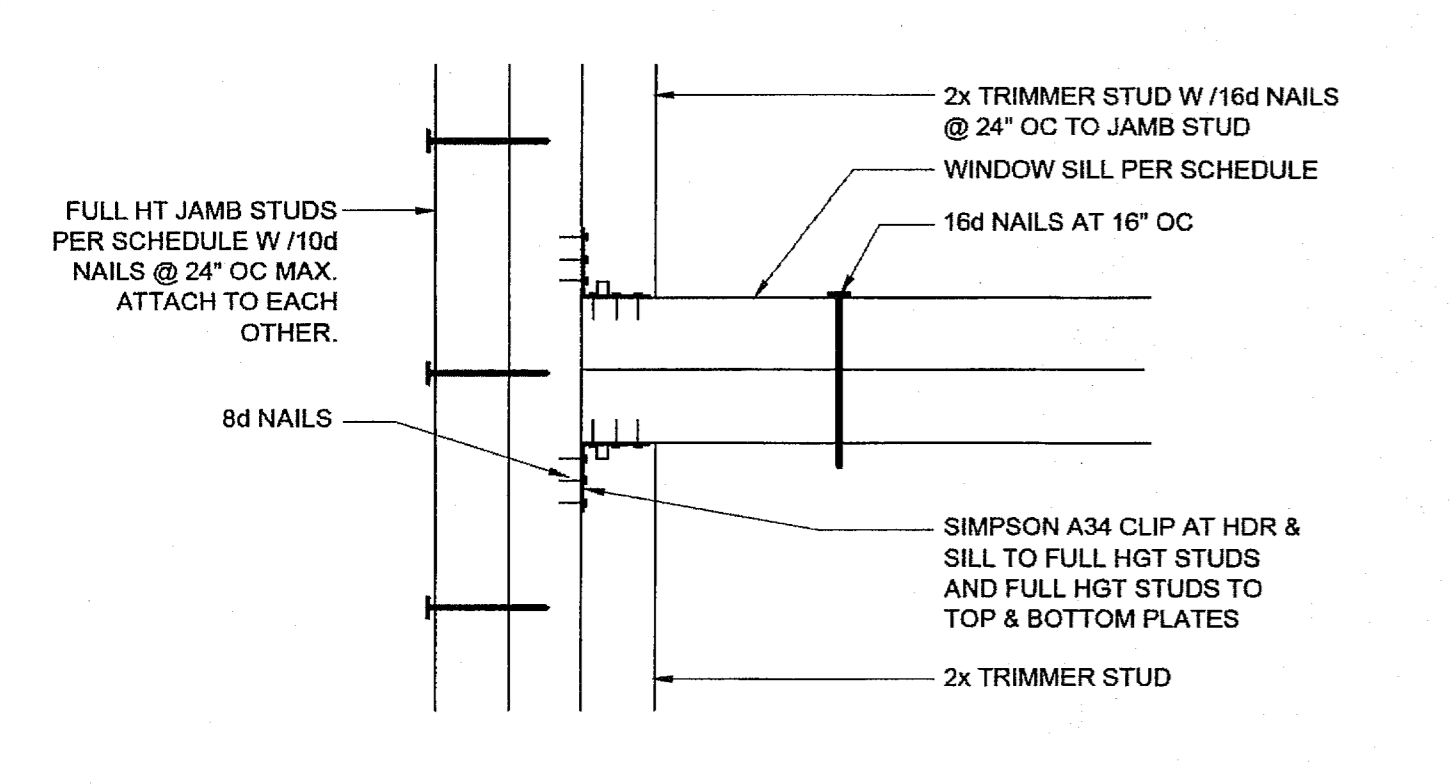 2x TRIMMER STUD W /16d NAILS
@ 24" OC TO JAMB STUD
WINDOW SILL PER SCHEDULE
16d NAILS AT 16" OC
FULL HT JAMB STUDS
PER SCHEDULE W /10d
NAILS @ 24" OC MAX.
ATTACH TO EACH
OTHER.
8d NAILS
SIMPSON A34 CLIP AT HDR &
SILL TO FULL HGT STUDS
AND FULL HGT STUDS TO
TOP & BOTTOM PLATES
2x TRIMMER STUD